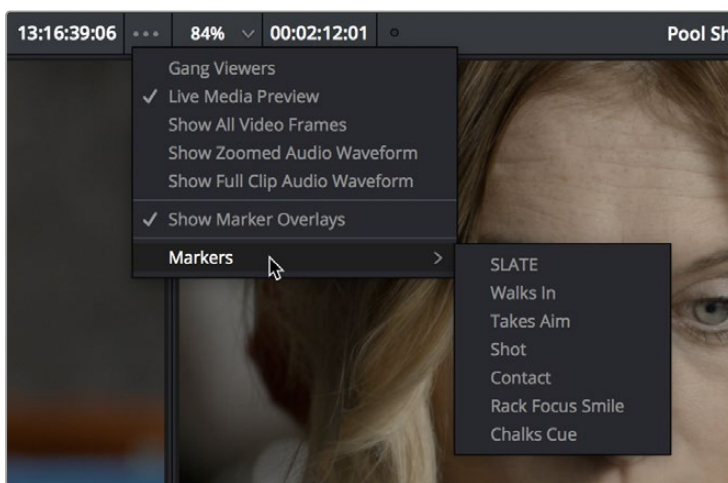 13:16:39:06 ••• 84% 00:02:12:01 Pool Sh
Gang Viewers
Live Media Preview
Show All Video Frames
Show Zoomed Audio Waveform
Show Full Clip Audio Waveform
Show Marker Overlays
Markers
SLATE
Walks In
Takes Aim
Shot
Contact
Rack Focus Smile
Chalks Cue